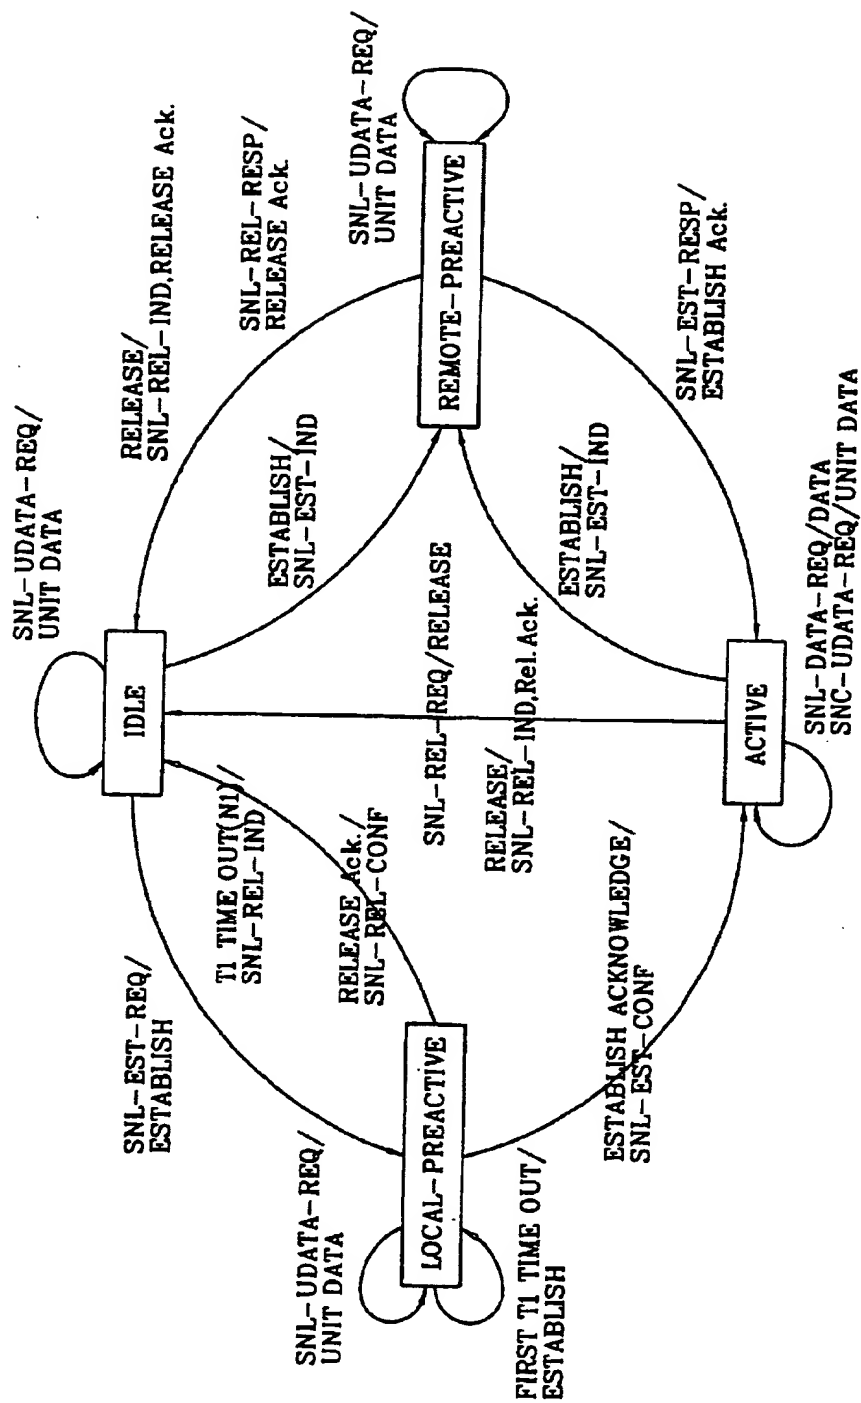 SNL-UDATA-REQ/
UNIT DATA
IDLE
SNL-EST-REQ/
ESTABLISH
RELEASE/
SNL-REL-IND,RELEASE Ack.
T1 TIME OUT(N1)/
SNL-REL-IND
SNL-REL-RESP/
RELEASE Ack.
ESTABLISH/
SNL-EST-IND
SNL-UDATA-REQ/
UNIT DATA
RELEASE Ack./
SNL-REL-CONF
SNL-UDATA-REQ/
UNIT DATA
LOCAL-PREACTIVE
SNL-REL-REQ/RELEASE
REMOTE-PREACTIVE
RELEASE/
SNL-REL-IND,Rel.Ack.
FIRST T1 TIME OUT/
ESTABLISH
ESTABLISH/
SNL-EST-IND
ESTABLISH ACKNOWLEDGE/
SNL-EST-CONF
SNL-EST-RESP/
ESTABLISH Ack.
ACTIVE
SNL-DATA-REQ/DATA
SNC-UDATA-REQ/UNIT DATA